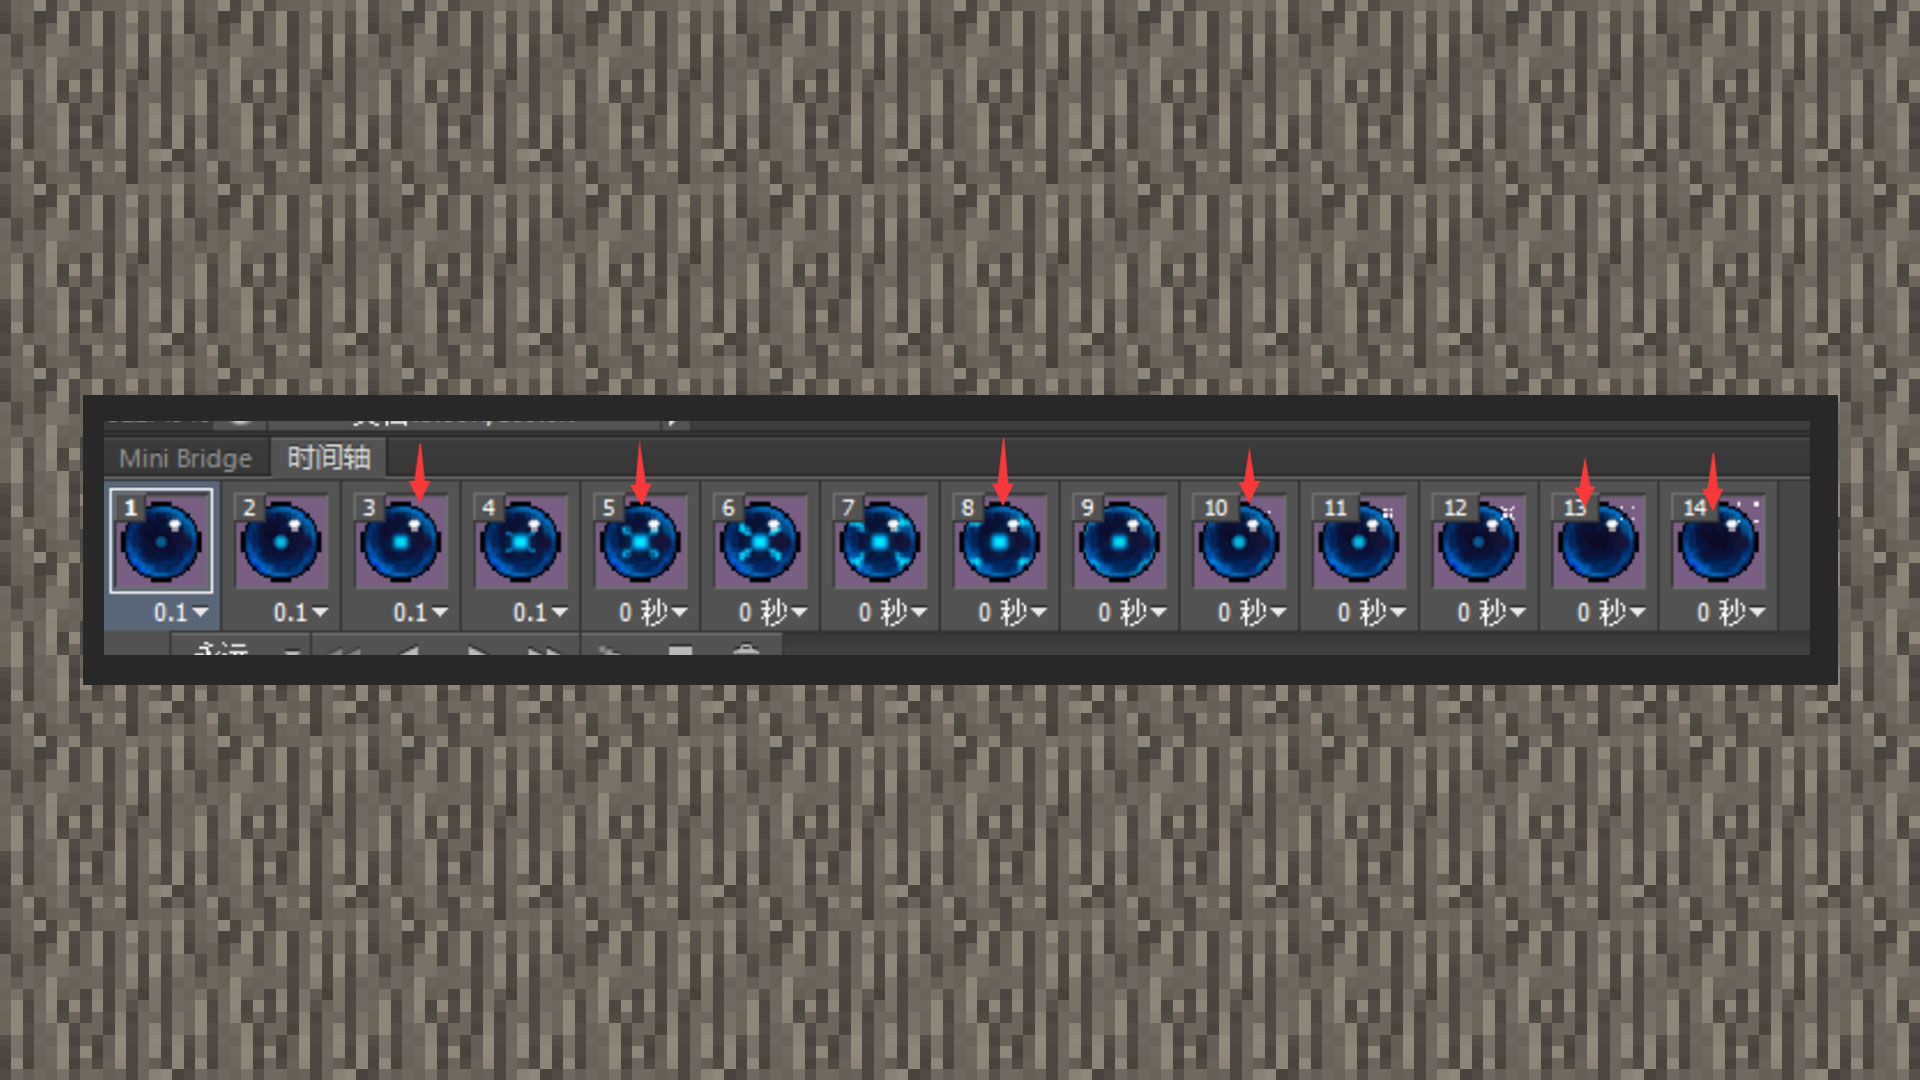 Mini Bridge 时间轴
1 2 3 4 5 6 7 8 9 10 11 12 13 14
0.1 0.1 0.1 0.1 0 秒 0 秒 0 秒 0 秒 0 秒 0 秒 0 秒 0 秒 0 秒 0 秒
永远